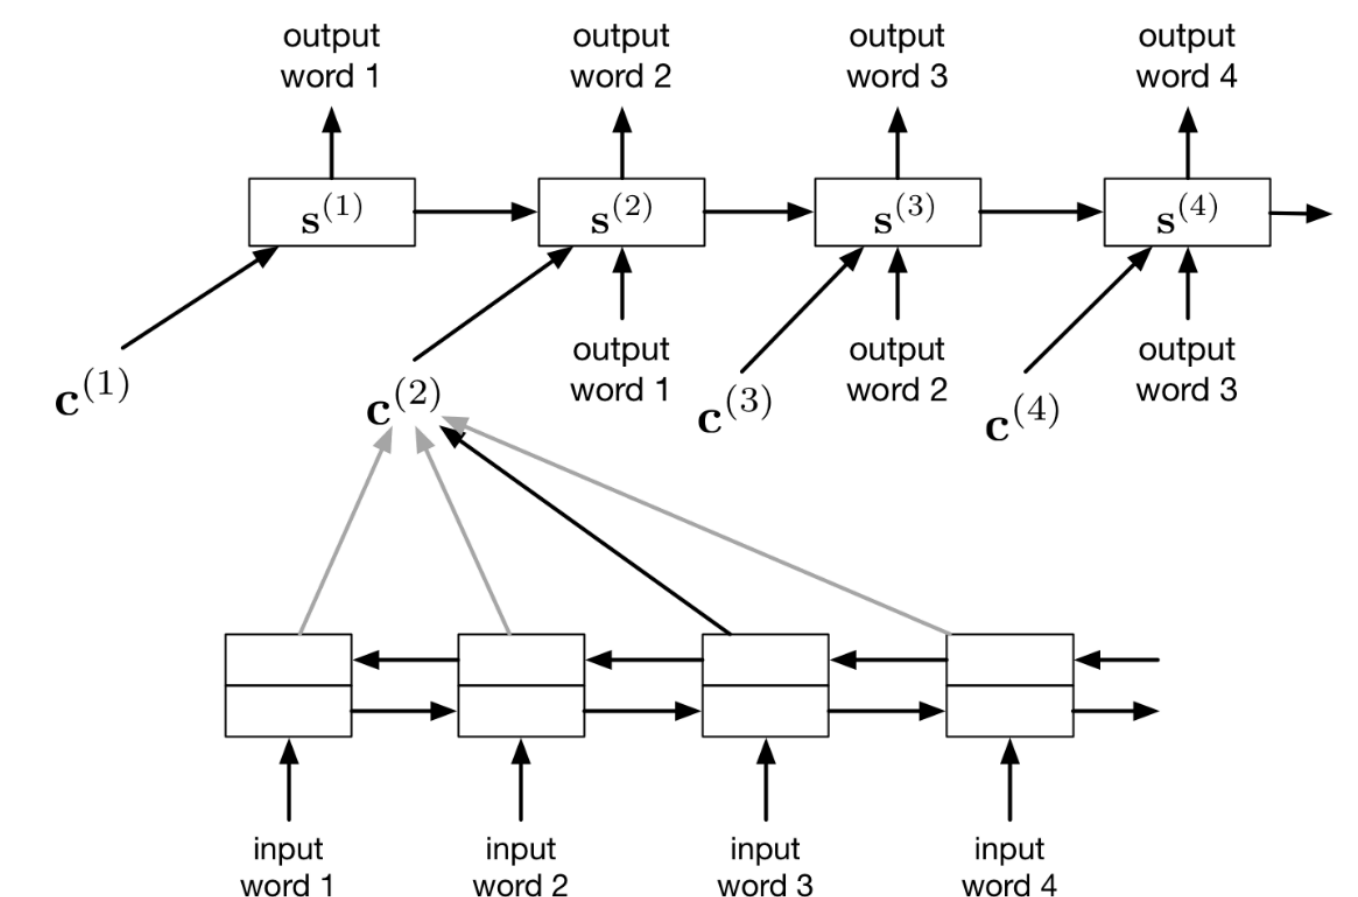 output
word 1
output
word 2
output
word 3
output
word 4
s^(1)
s^(2)
s^(3)
s^(4)
output
word 1
output
word 2
output
word 3
c^(1)
c^(2)
c^(3)
c^(4)
input
word 1
input
word 2
input
word 3
input
word 4